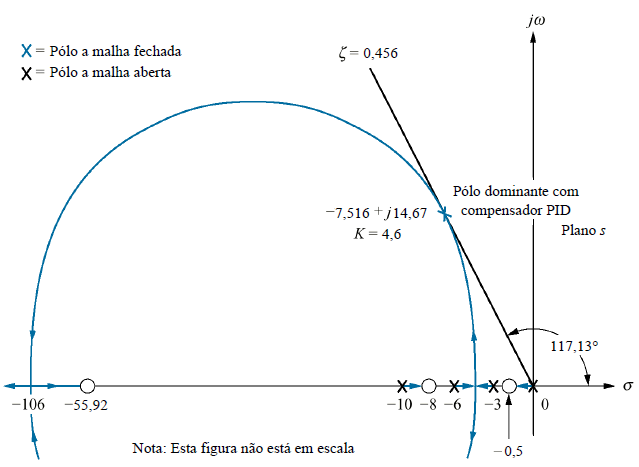 jω
ζ = 0,456
X = Pólo a malha fechada
X = Pólo a malha aberta
Pólo dominante com
compensador PID
−7,516 + j14,67
K = 4,6
Plano s
117,13°
σ
−106
−55,92
−10
−8
−6
−3
0
−0,5
Nota: Esta figura não está em escala